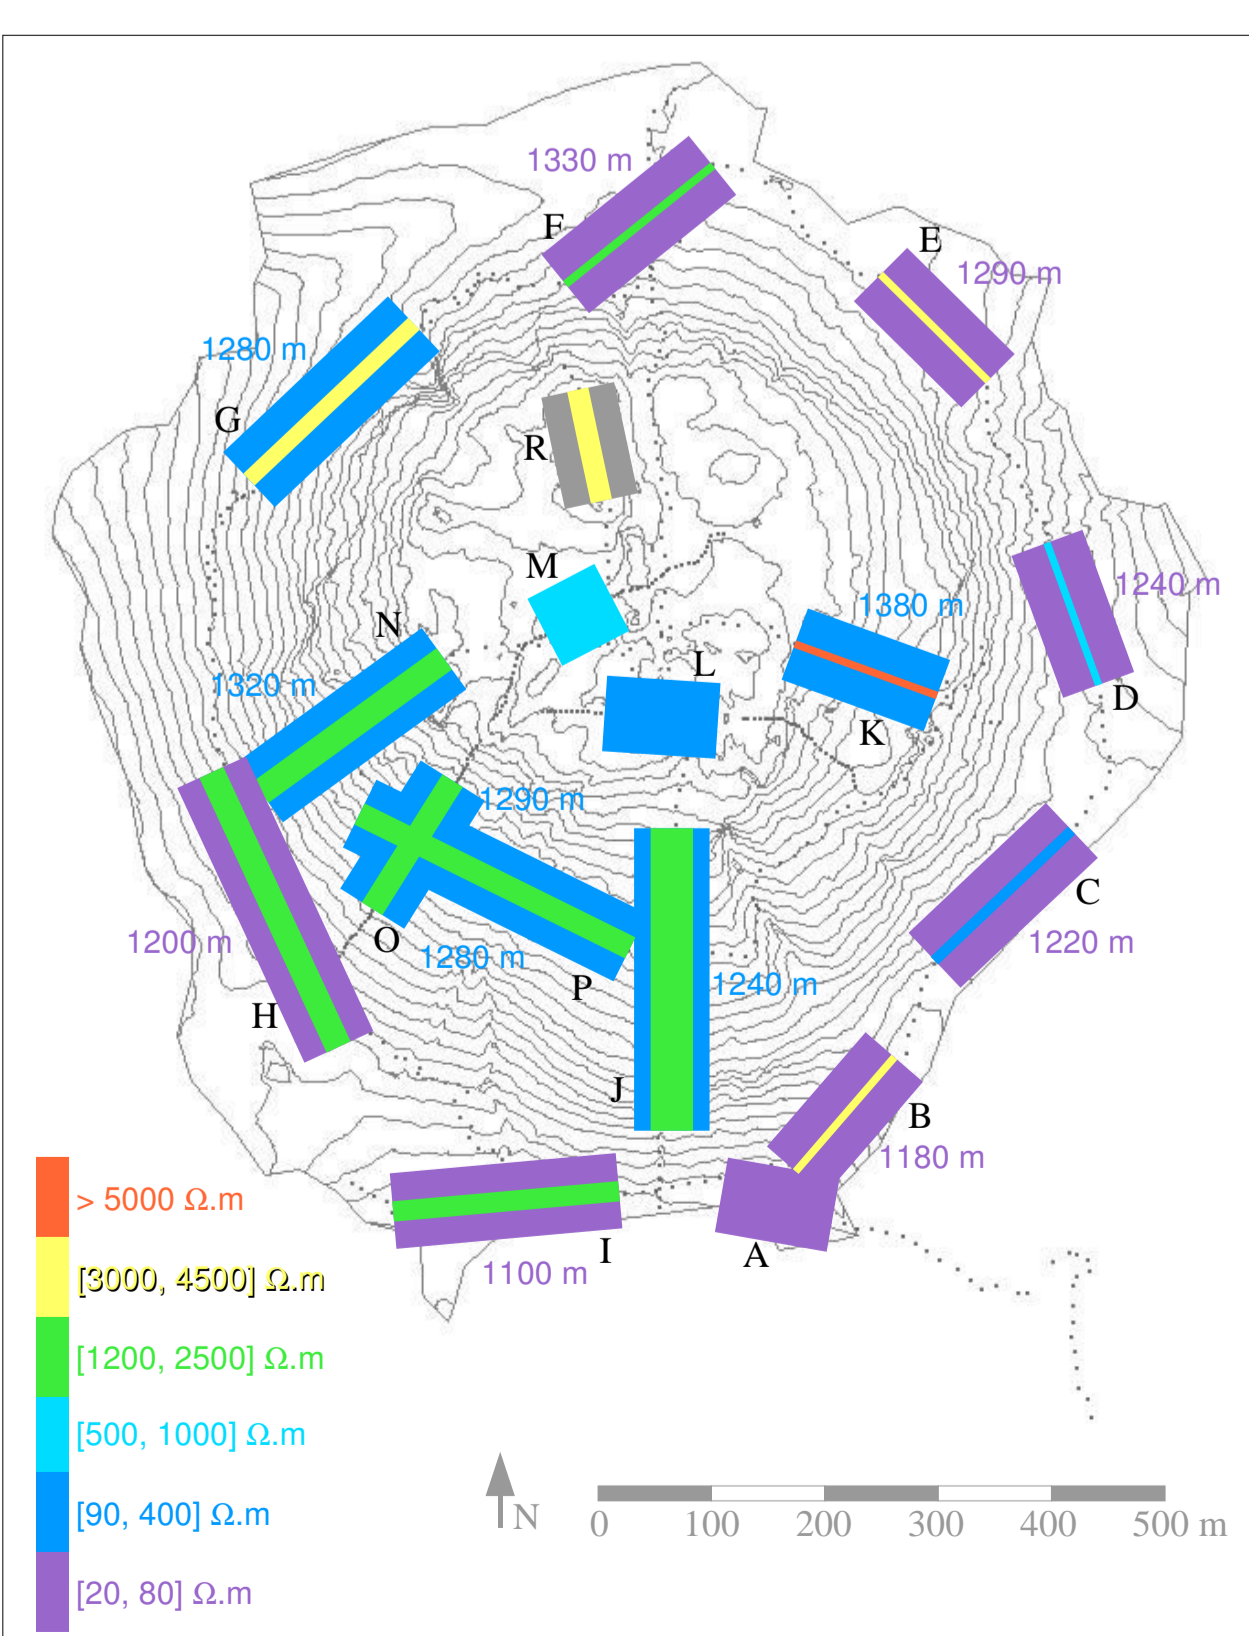 1330 m
F
E
1290 m
1280 m
G
R
M
1380 m
1240 m
N
L
1320 m
D
K
1290 m
C
O
1200 m
1280 m
1220 m
P
1240 m
H
J
B
1180 m
> 5000 Ω.m
I
A
1100 m
[3000, 4500] Ω.m
[1200, 2500] Ω.m
[500, 1000] Ω.m
[90, 400] Ω.m
N
0 100 200 300 400 500 m
[20, 80] Ω.m